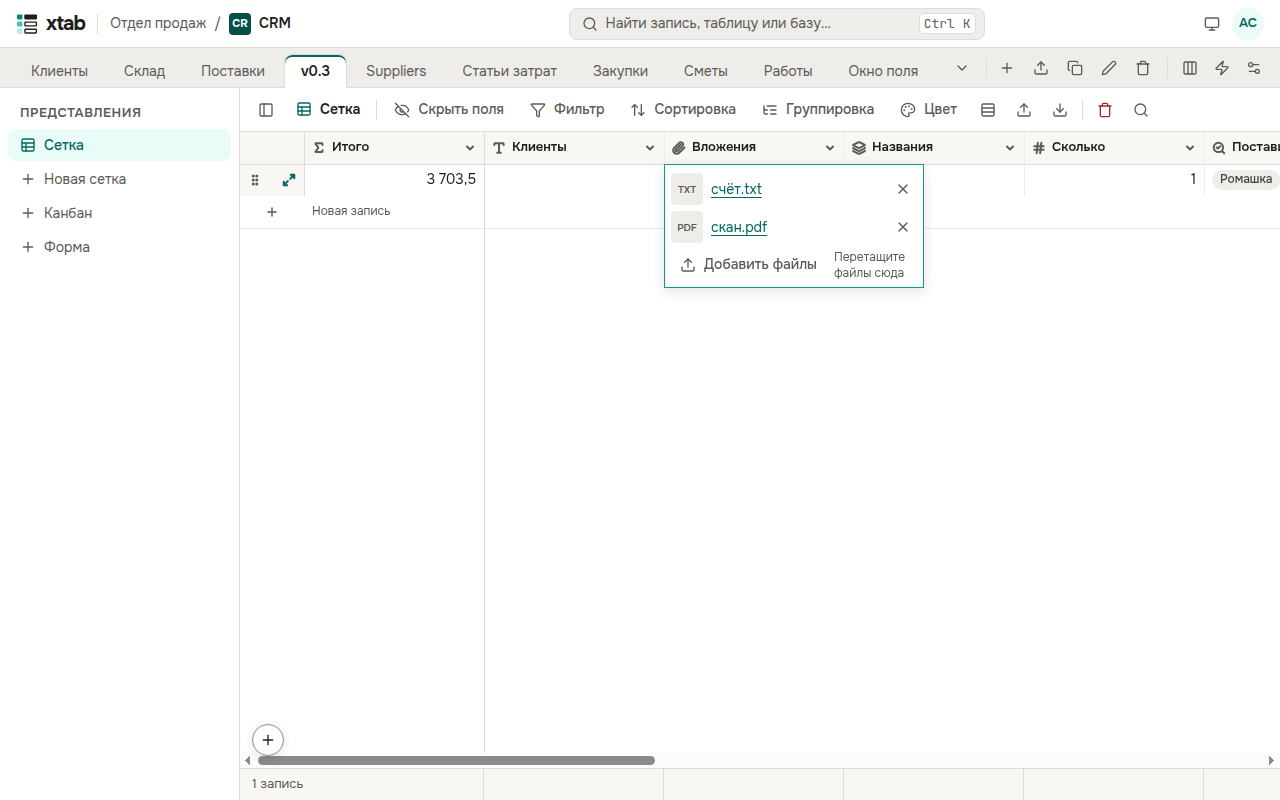 xtab
Отдел продаж / CR CRM
Найти запись, таблицу или базу... Ctrl K
АС
Клиенты Склад Поставки v0.3 Suppliers Статьи затрат Закупки Сметы Работы Окно поля
ПРЕДСТАВЛЕНИЯ
Сетка
Новая сетка
Канбан
Форма
Сетка Скрыть поля Фильтр Сортировка Группировка Цвет
Итого Клиенты Вложения Названия Сколько
3 703,5 1 Ромашка
Новая запись
TXT счёт.txt
PDF скан.pdf
Добавить файлы Перетащите
файлы сюда
1 запись